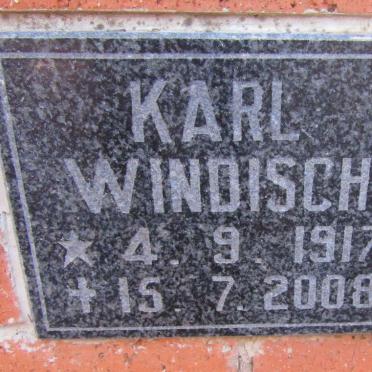 KARL
WINDISCH
★ 4. 9. 1917
✝ 15. 7. 2008